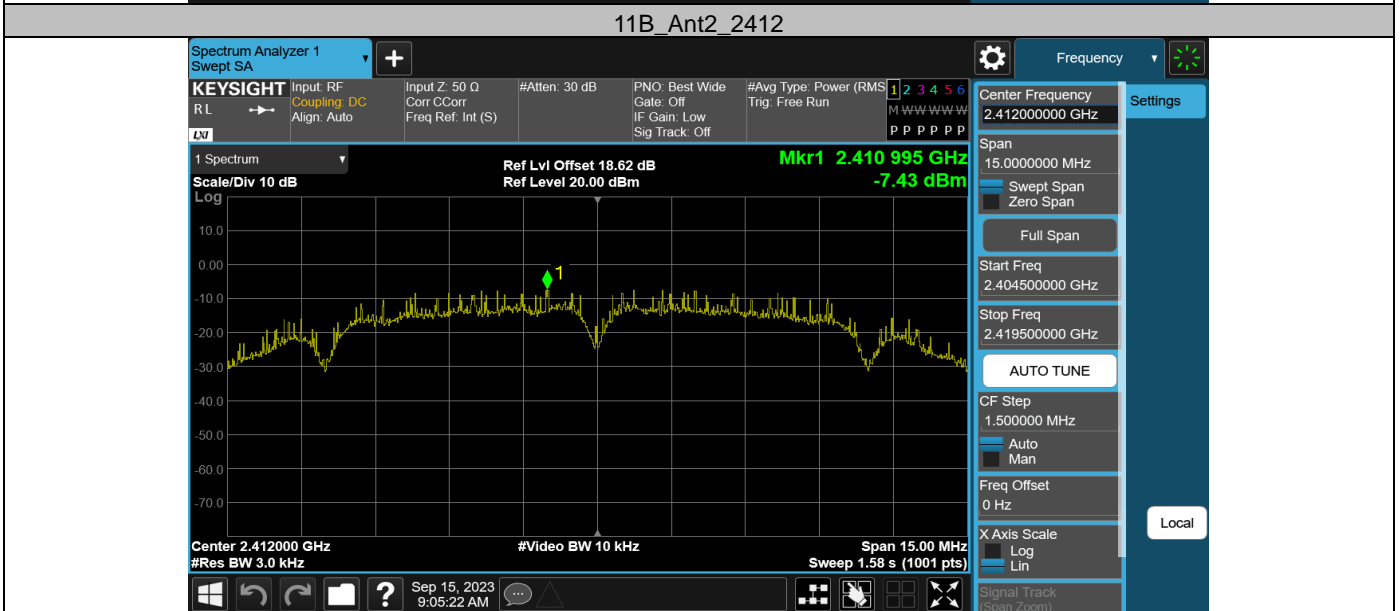 11B_Ant2_2412
Spectrum Analyzer 1
Swept SA
Frequency
KEYSIGHT
RL
LXI
Input: RF
Coupling: DC
Align: Auto
Input Z: 50 Ω
Corr CCorr
Freq Ref: Int (S)
#Atten: 30 dB
PNO: Best Wide
Gate: Off
IF Gain: Low
Sig Track: Off
#Avg Type: Power (RMS
Trig: Free Run
1 2 3 4 5 6
M W W W W W
P P P P P P
1 Spectrum
Scale/Div 10 dB
Ref Lvl Offset 18.62 dB
Ref Level 20.00 dBm
Mkr1 2.410 995 GHz
-7.43 dBm
Log
10.0
0.00
-10.0
-20.0
-30.0
-40.0
-50.0
-60.0
-70.0
1
Center 2.412000 GHz
#Res BW 3.0 kHz
#Video BW 10 kHz
Span 15.00 MHz
Sweep 1.58 s (1001 pts)
Center Frequency
2.412000000 GHz
Span
15.0000000 MHz
Swept Span
Zero Span
Full Span
Start Freq
2.404500000 GHz
Stop Freq
2.419500000 GHz
AUTO TUNE
CF Step
1.500000 MHz
Auto
Man
Freq Offset
0 Hz
X Axis Scale
Log
Lin
Signal Track
(Span Zoom)
Settings
Local
?
Sep 15, 2023
9:05:22 AM